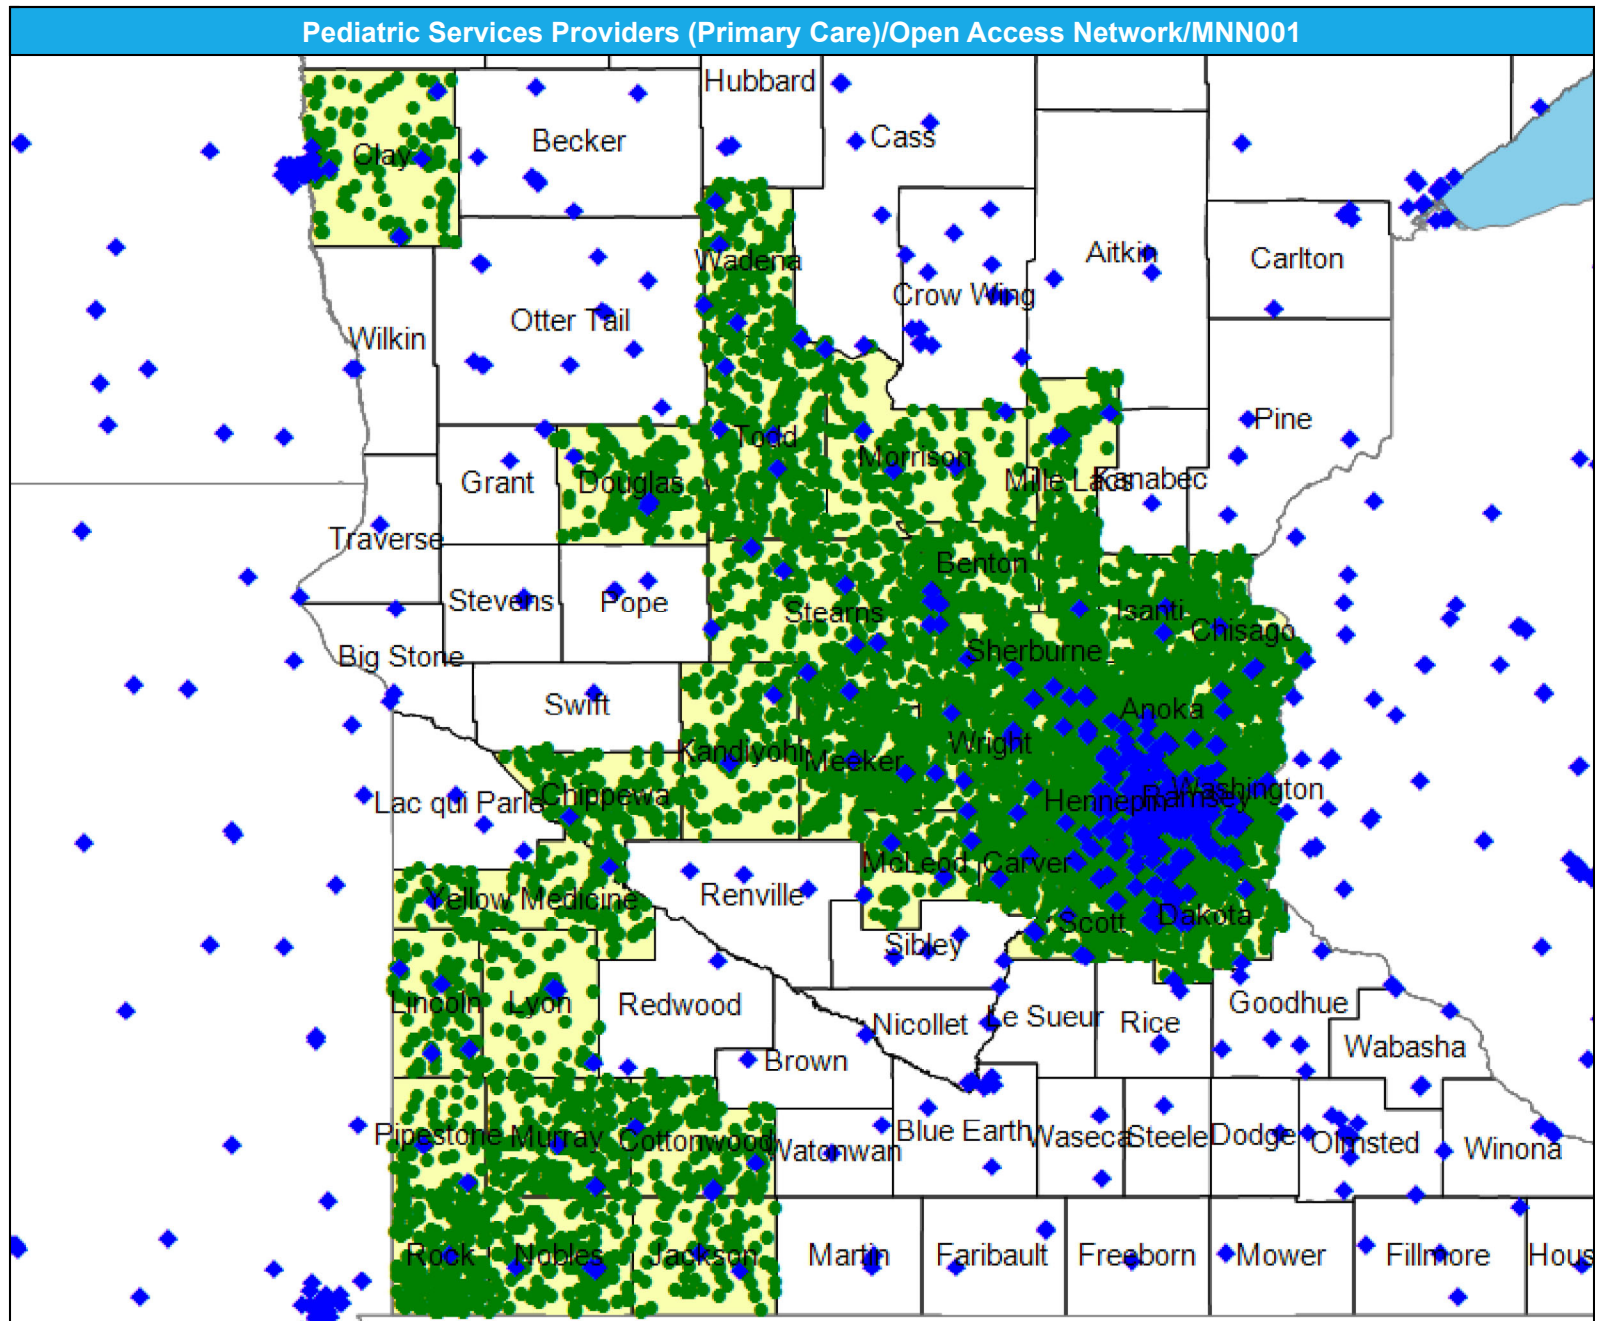 Pediatric Services Providers (Primary Care)/Open Access Network/MNN001
Hubbard
Cass
Becker
Clay
Wadena
Aitkin
Carlton
Crow Wing
Otter Tail
Wilkin
Pine
Todd
Morrison
Mille Lacs
Kanabec
Grant
Douglas
Traverse
Benton
Stevens
Pope
Stearns
Isanti
Chisago
Sherburne
Big Stone
Swift
Anoka
Wright
Kandiyohi
Meeker
Washington
Hennepin
Ramsey
Lac qui Parle
Chippewa
McLeod
Carver
Renville
Yellow Medicine
Scott
Dakota
Sibley
Lincoln
Lyon
Redwood
Nicollet
Le Sueur
Rice
Goodhue
Wabasha
Brown
Pipestone
Murray
Cottonwood
Watonwan
Blue Earth
Waseca
Steele
Dodge
Olmsted
Winona
Rock
Nobles
Jackson
Martin
Faribault
Freeborn
Mower
Fillmore
Hous